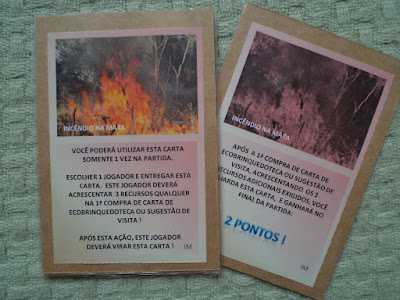 INCÊNDIO NA MATA
VOCÊ PODERÁ UTILIZAR ESTA CARTA
SOMENTE 1 VEZ NA PARTIDA.
ESCOLHER 1 JOGADOR E ENTREGAR ESTA
CARTA. ESTE JOGADOR DEVERÁ
ACRESCENTAR 3 RECURSOS QUALQUER
NA 1ª COMPRA DE CARTA DE
ECOBRINQUEDOTECA OU SUGESTÃO DE
VISITA !
APÓS ESTA AÇÃO, ESTE JOGADOR
DEVERÁ VIRAR ESTA CARTA !
IM
INCÊNDIO NA MATA
APÓS A 1ª COMPRA DE CARTA DE
ECOBRINQUEDOTECA OU SUGESTÃO DE
VISITA, ACRESCENTANDO OS 2
RECURSOS ADICIONAIS EXIGIDOS, VOCÊ
GUARDA ESTA CARTA, E GANHARÁ NO
FINAL DA PARTIDA:
2 PONTOS !
IM